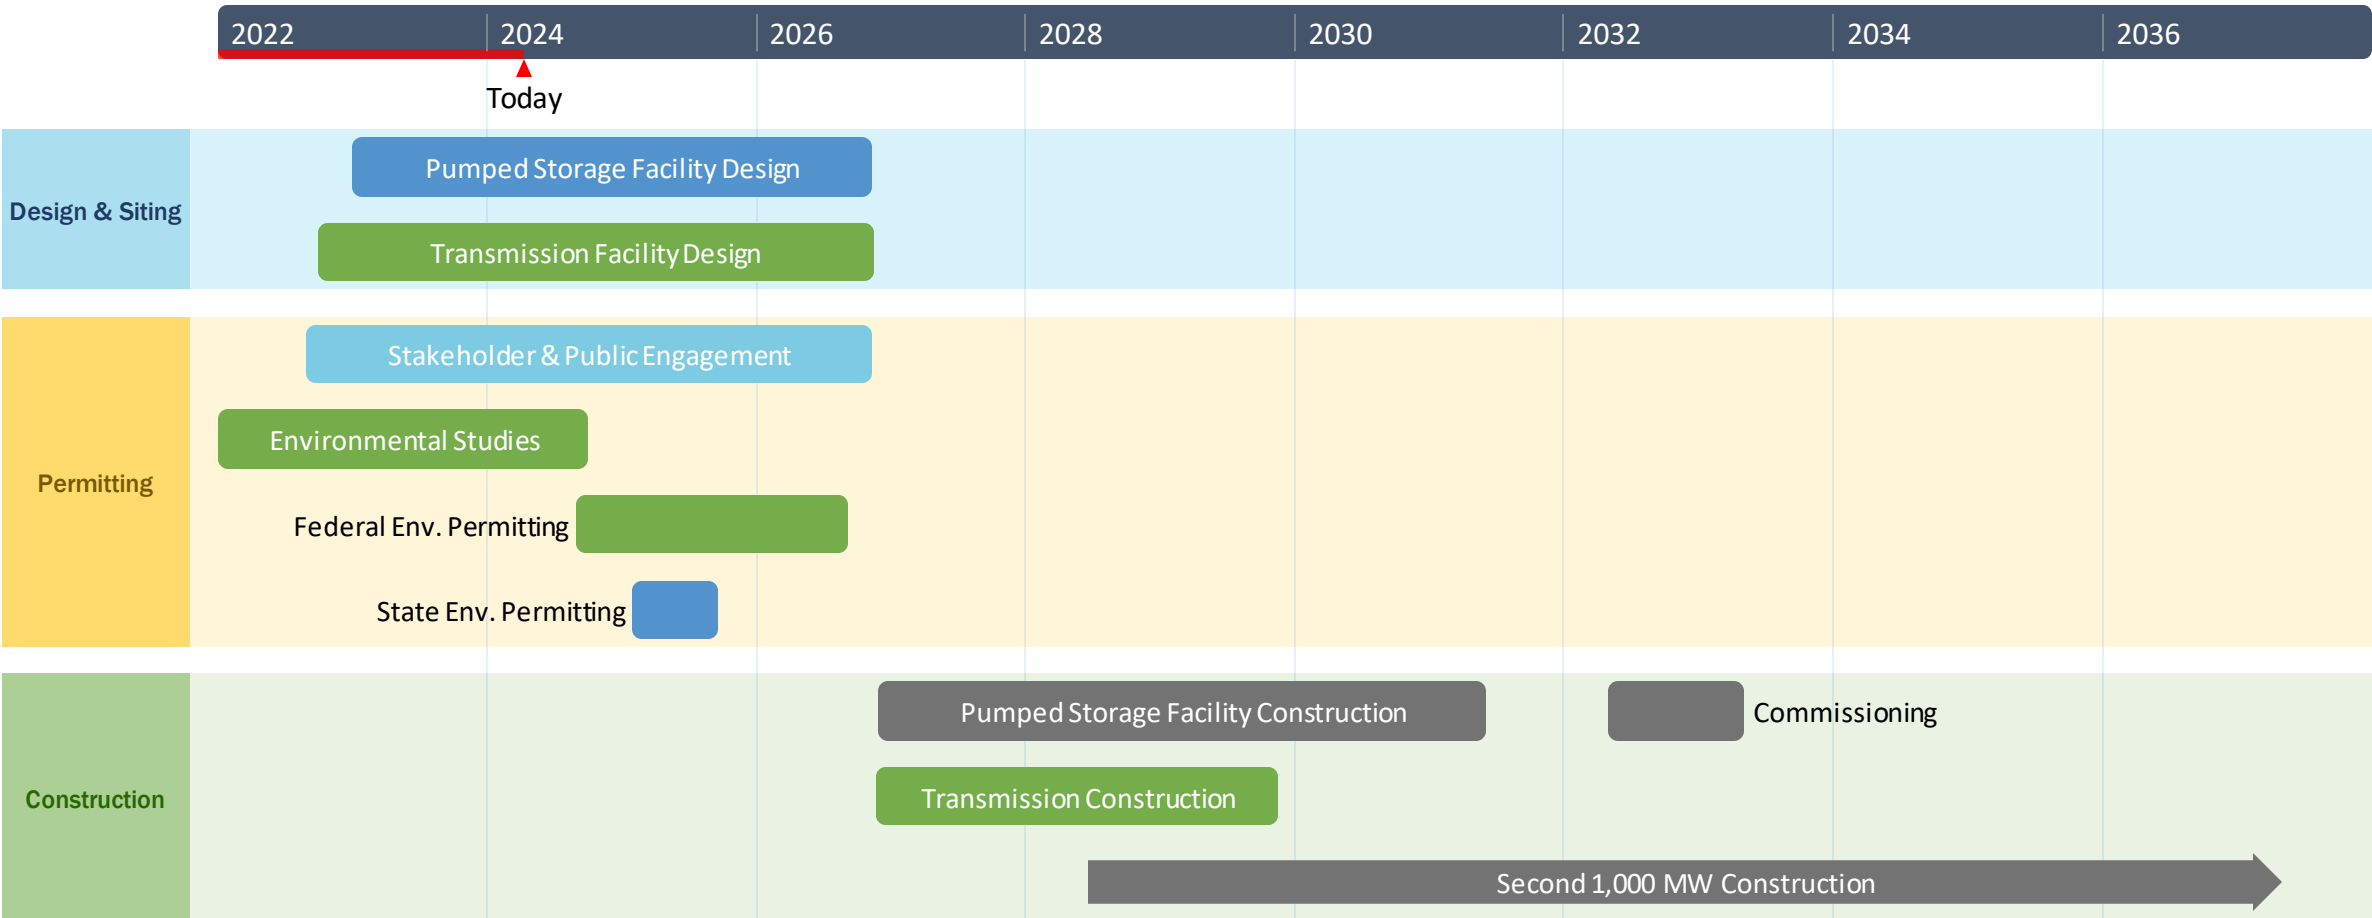 2022 2024 2026 2028 2030 2032 2034 2036
Today
Design & Siting
Pumped Storage Facility Design
Transmission Facility Design
Permitting
Stakeholder & Public Engagement
Environmental Studies
Federal Env. Permitting
State Env. Permitting
Construction
Pumped Storage Facility Construction
Commissioning
Transmission Construction
Second 1,000 MW Construction